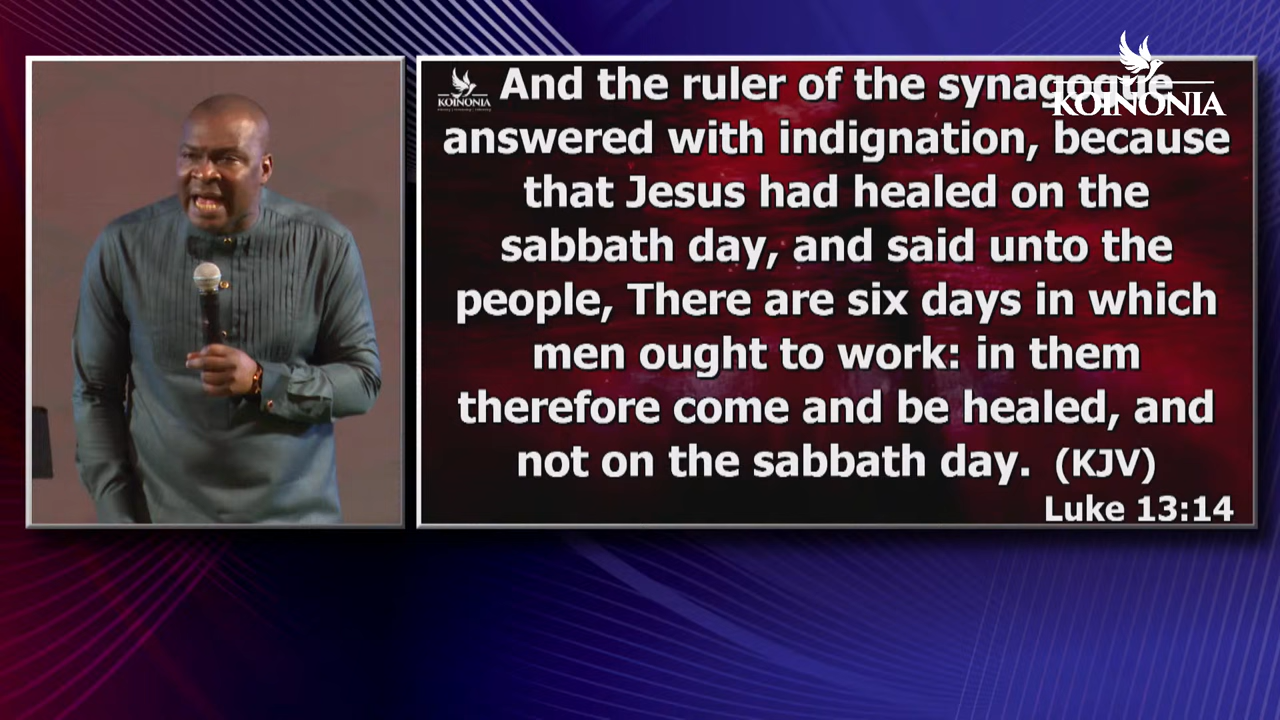 KOINONIA
KOINONIA
And the ruler of the synagogue
answered with indignation, because
that Jesus had healed on the
sabbath day, and said unto the
people, There are six days in which
men ought to work: in them
therefore come and be healed, and
not on the sabbath day. (KJV)
Luke 13:14